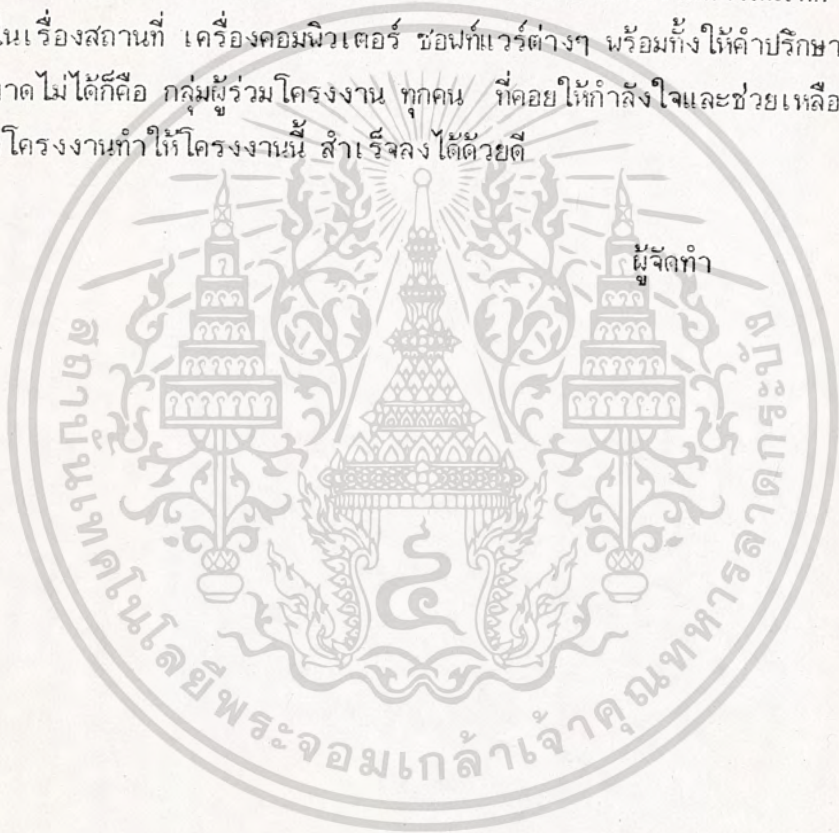 นเรื่องสถานที่ เครื่องคอมพิวเตอร์ ซอฟท์แวร์ต่างๆ พร้อมทั้งให้คำปรึกษา
าดไม่ได้ก็คือ กลุ่มผู้ร่วมโครงงาน ทุกคน ที่คอยให้กำลังใจและช่วยเหลือ
โครงงานทำให้โครงงานนี้ สำเร็จลงได้ด้วยดี
ผู้จัดทำ
สถาบันเทคโนโลยีพระจอมเกล้าเจ้าคุณทหารลาดกระบัง